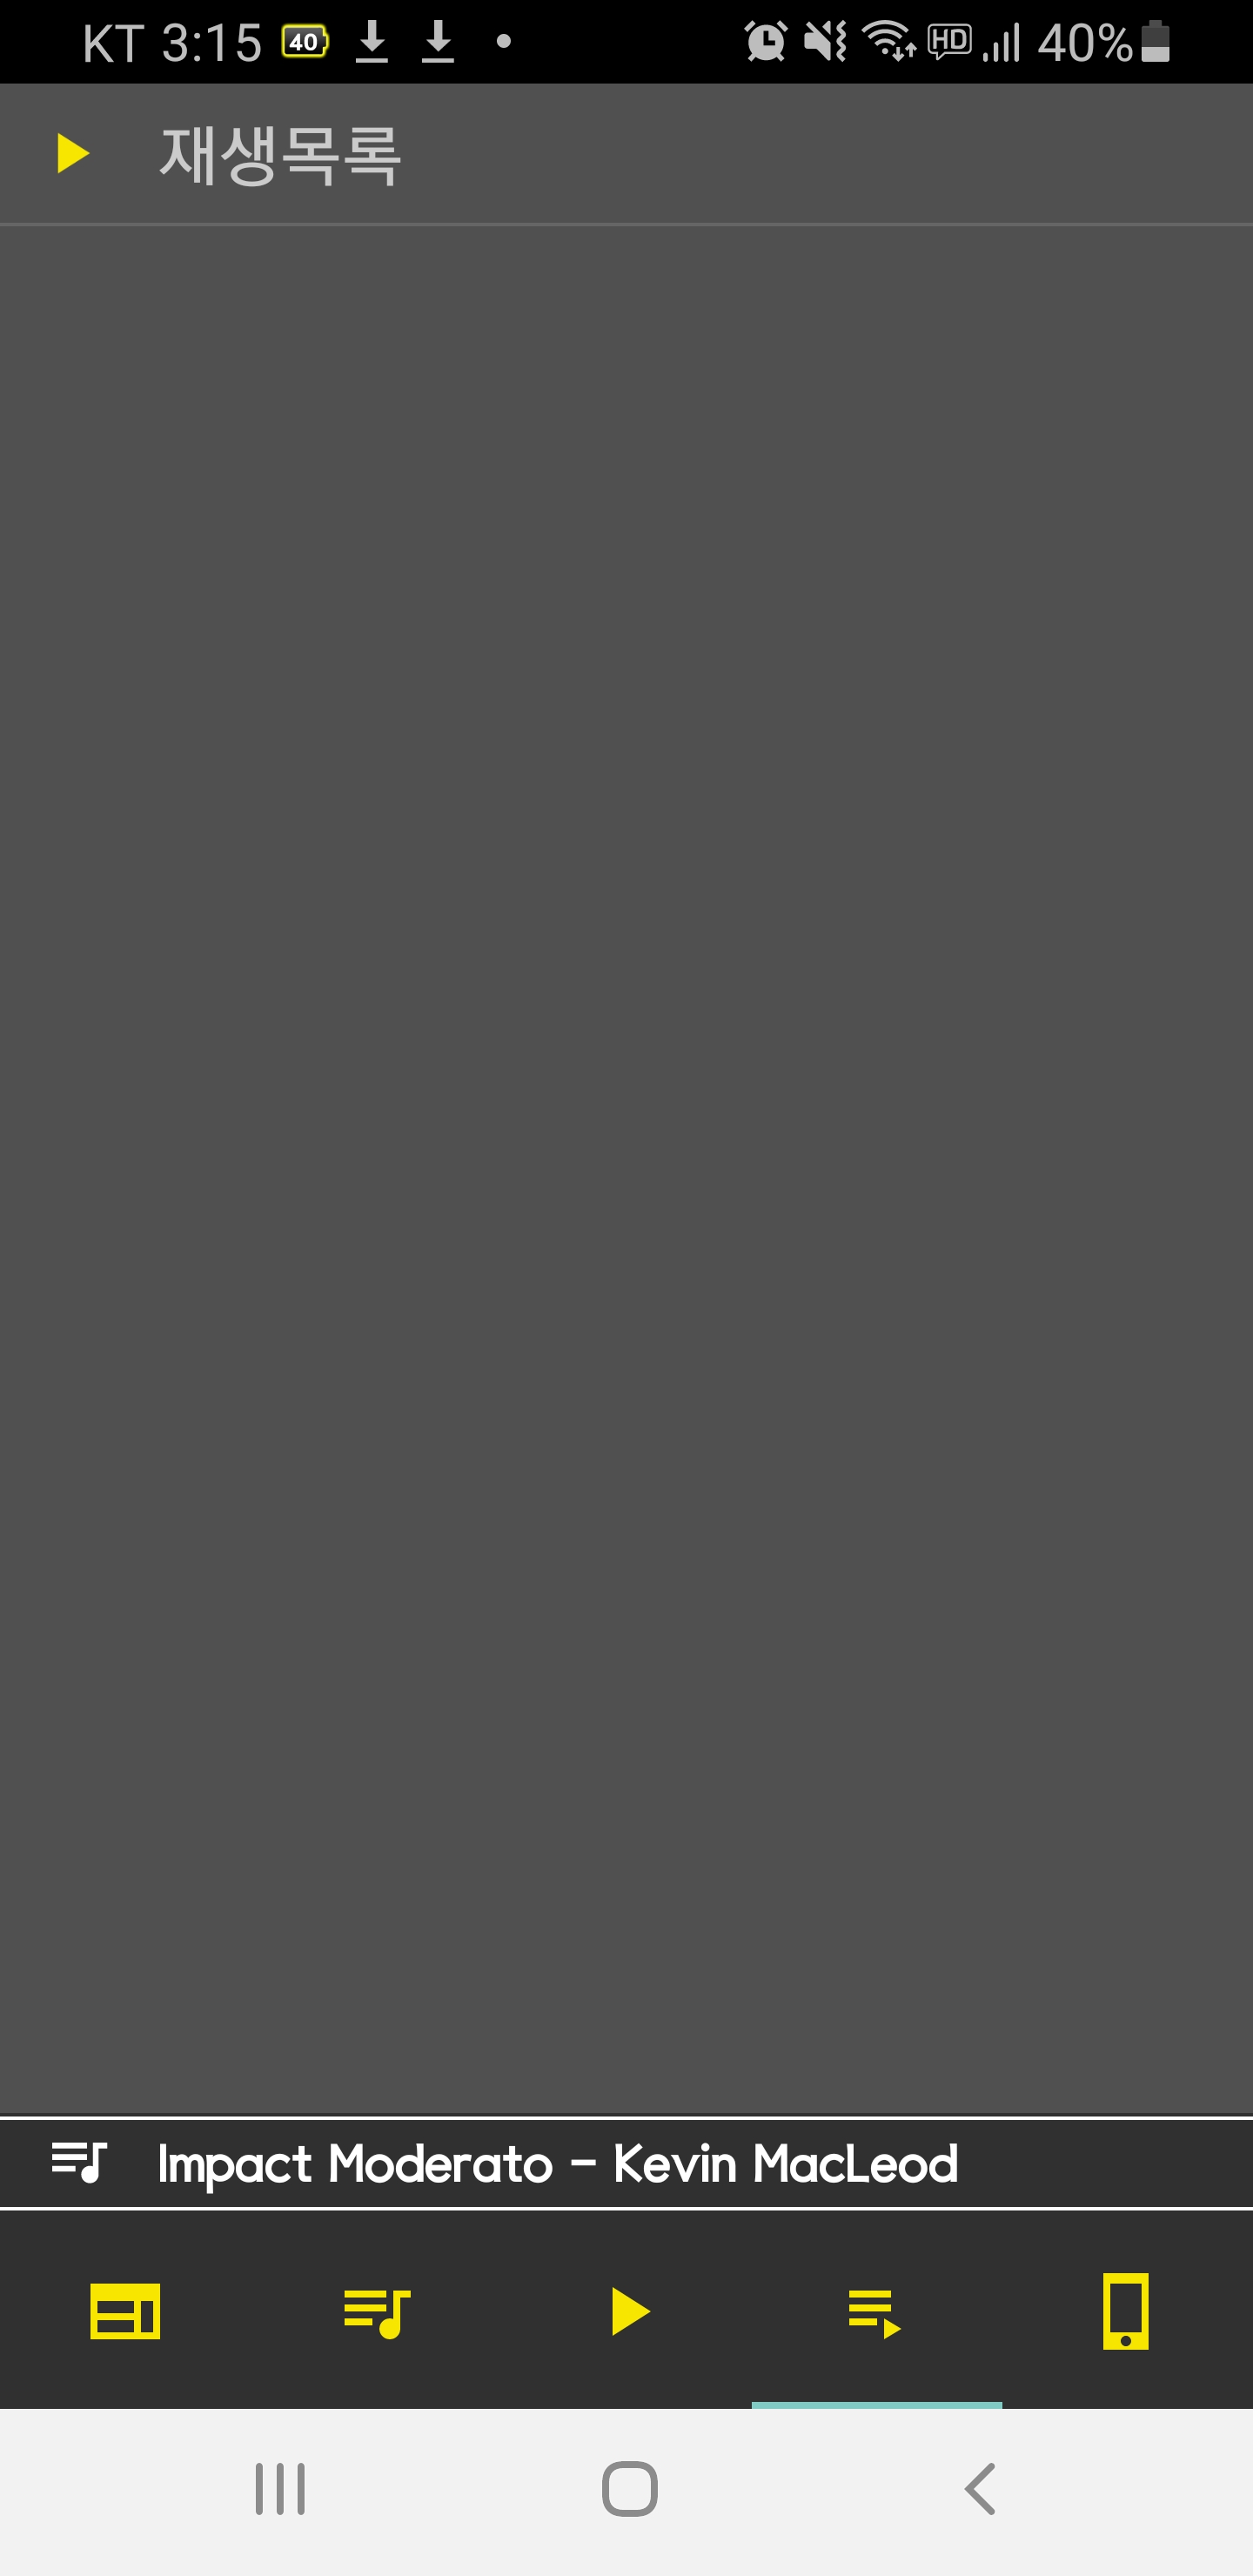 KT 3:15 40 HD 40%
재생목록
Impact Moderato - Kevin MacLeod